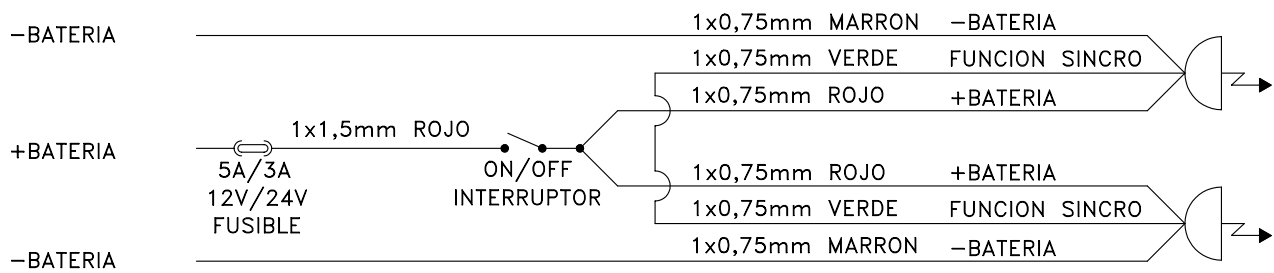 1x0,75mm MARRON −BATERIA
−BATERIA
1x0,75mm VERDE FUNCION SINCRO
1x0,75mm ROJO +BATERIA
1x1,5mm ROJO
+BATERIA
5A/3A
12V/24V
FUSIBLE
ON/OFF
INTERRUPTOR
1x0,75mm ROJO +BATERIA
1x0,75mm VERDE FUNCION SINCRO
1x0,75mm MARRON −BATERIA
−BATERIA